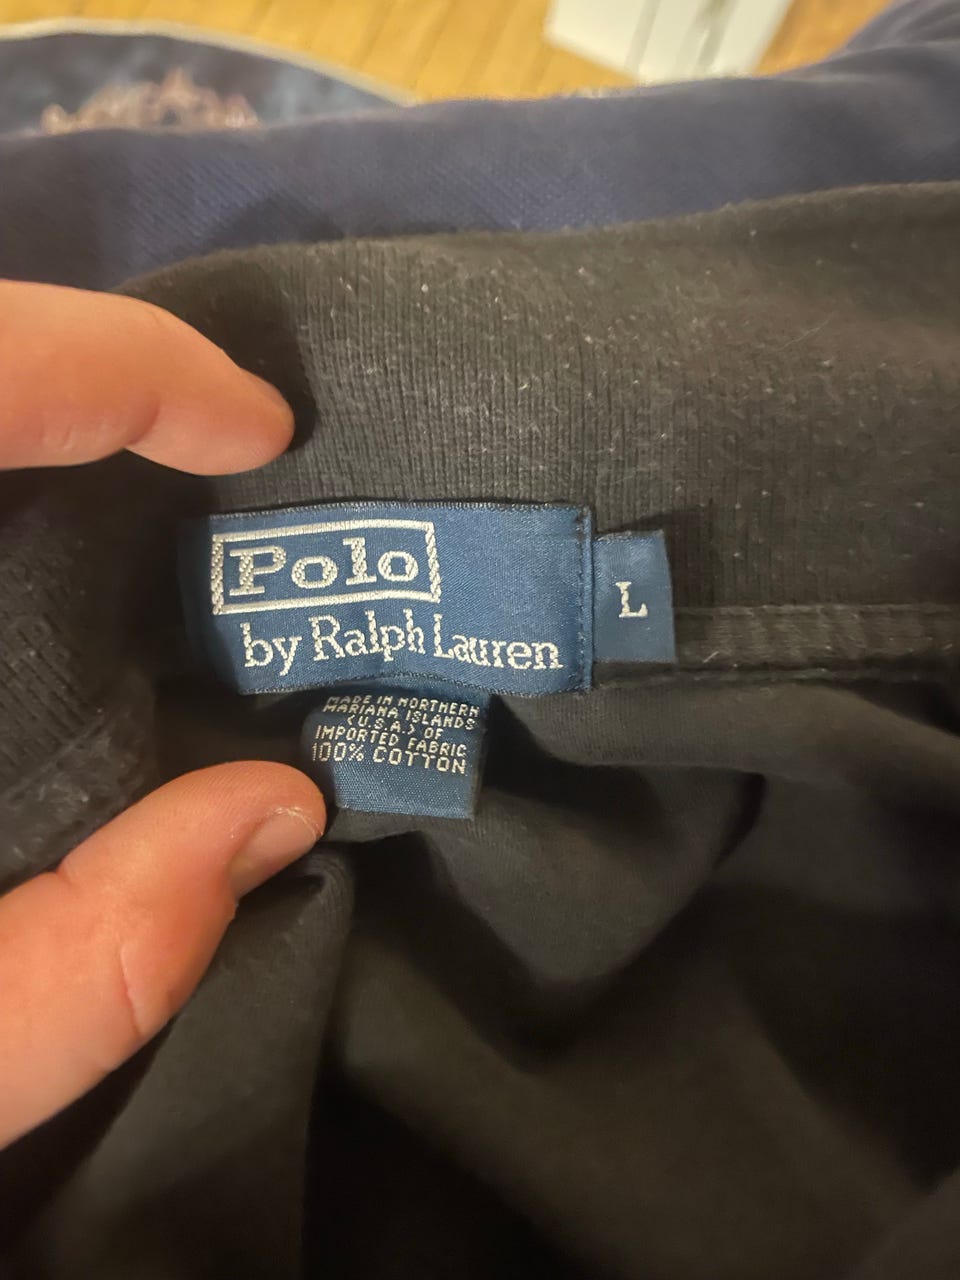 Polo
by Ralph Lauren
L
MADE IN NORTHERN
MARIANA ISLANDS
(U.S.A.) OF
IMPORTED FABRIC
100% COTTON